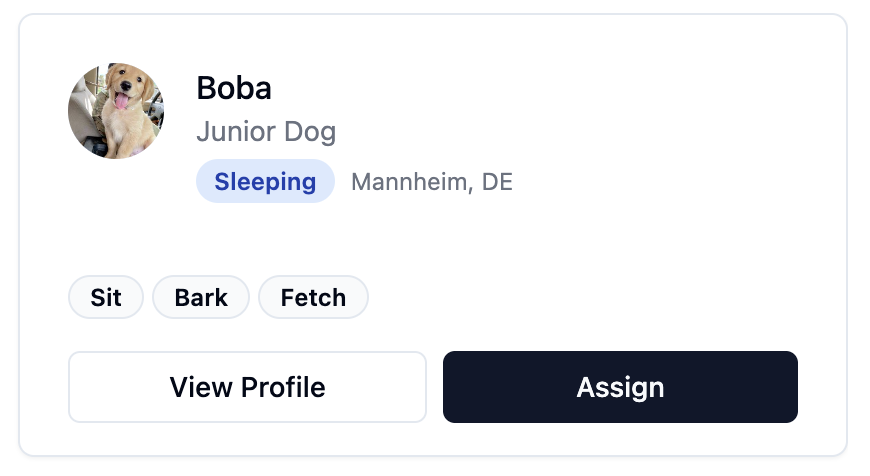 Boba
Junior Dog
Sleeping Mannheim, DE
Sit Bark Fetch
View Profile Assign